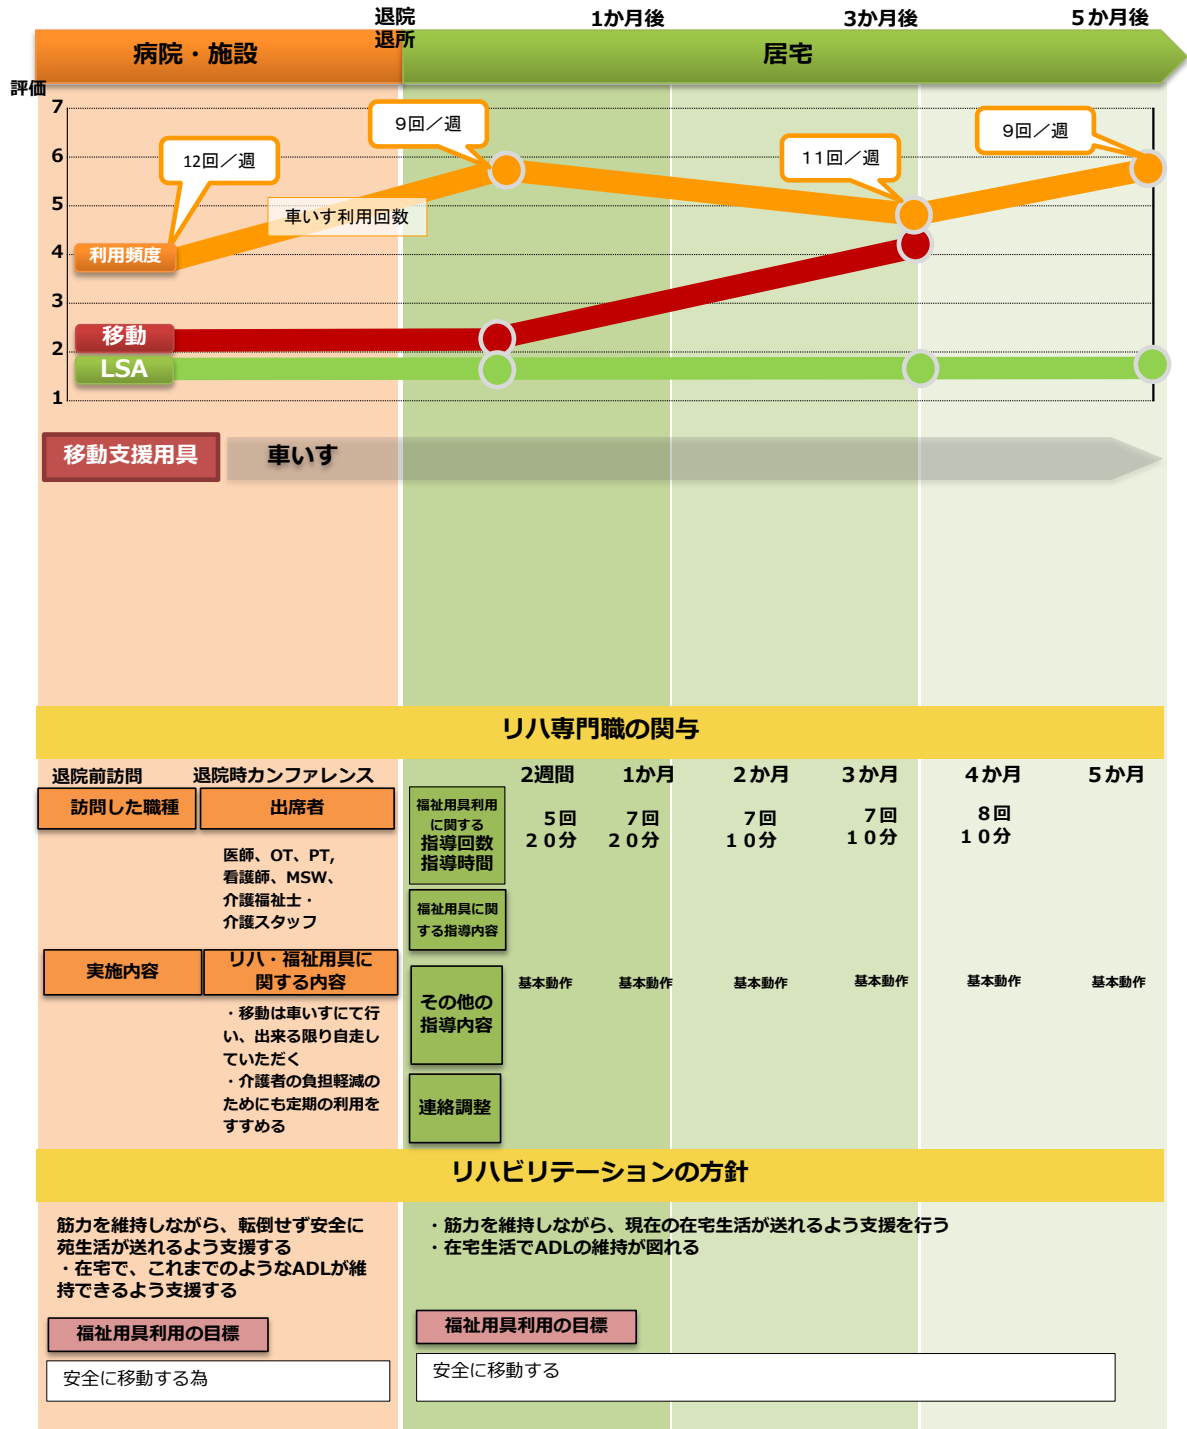 退院
退所
1か月後
3か月後
５か月後
病院・施設
居宅
評価
7
6
5
4
3
2
1
12回／週
9回／週
11回／週
9回／週
車いす利用回数
利用頻度
移動
LSA
移動支援用具
車いす
リハ専門職の関与
退院前訪問
退院時カンファレンス
2週間
1か月
２か月
３か月
４か月
５か月
訪問した職種
出席者
福祉用具利用
に関する
指導回数
指導時間
５回
２０分
７回
２０分
７回
１０分
７回
１０分
８回
１０分
医師、OT、PT,
看護師、MSW、
介護福祉士・
介護スタッフ
福祉用具に関
する指導内容
実施内容
リハ・福祉用具に
関する内容
その他の
指導内容
基本動作
基本動作
基本動作
基本動作
基本動作
基本動作
・移動は車いすにて行
い、出来る限り自走し
ていただく
・介護者の負担軽減の
ためにも定期の利用を
すすめる
連絡調整
リハビリテーションの方針
筋力を維持しながら、転倒せず安全に
苑生活が送れるよう支援する
・在宅で、これまでのようなADLが維
持できるよう支援する
・筋力を維持しながら、現在の在宅生活が送れるよう支援を行う
・在宅生活でADLの維持が図れる
福祉用具利用の目標
安全に移動する為
福祉用具利用の目標
安全に移動する